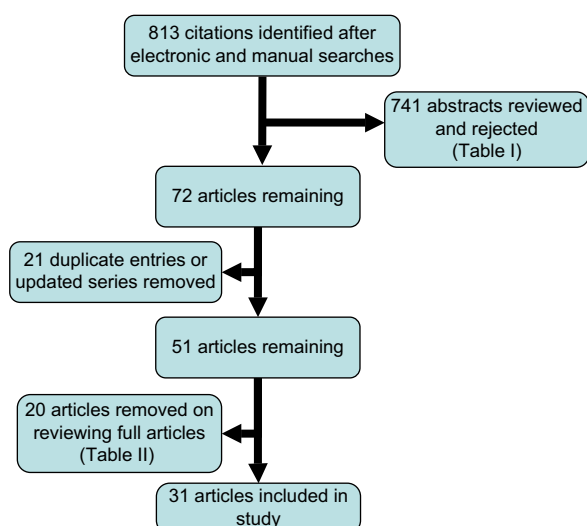 813 citations identified after
electronic and manual searches
741 abstracts reviewed
and rejected
(Table I)
72 articles remaining
21 duplicate entries or
updated series removed
51 articles remaining
20 articles removed on
reviewing full articles
(Table II)
31 articles included in
study